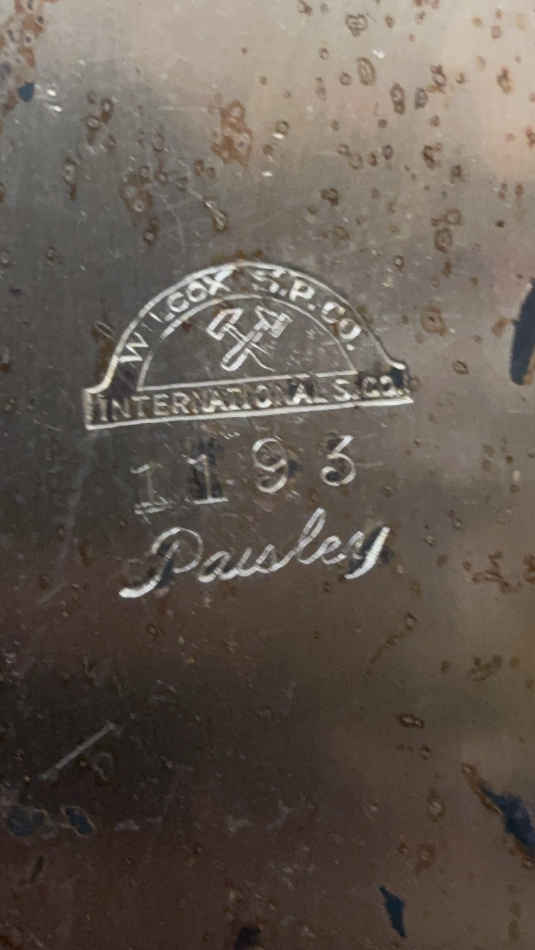 WILCOX S.P.CO.
INTERNATIONAL S.CO.
1193
Paisley